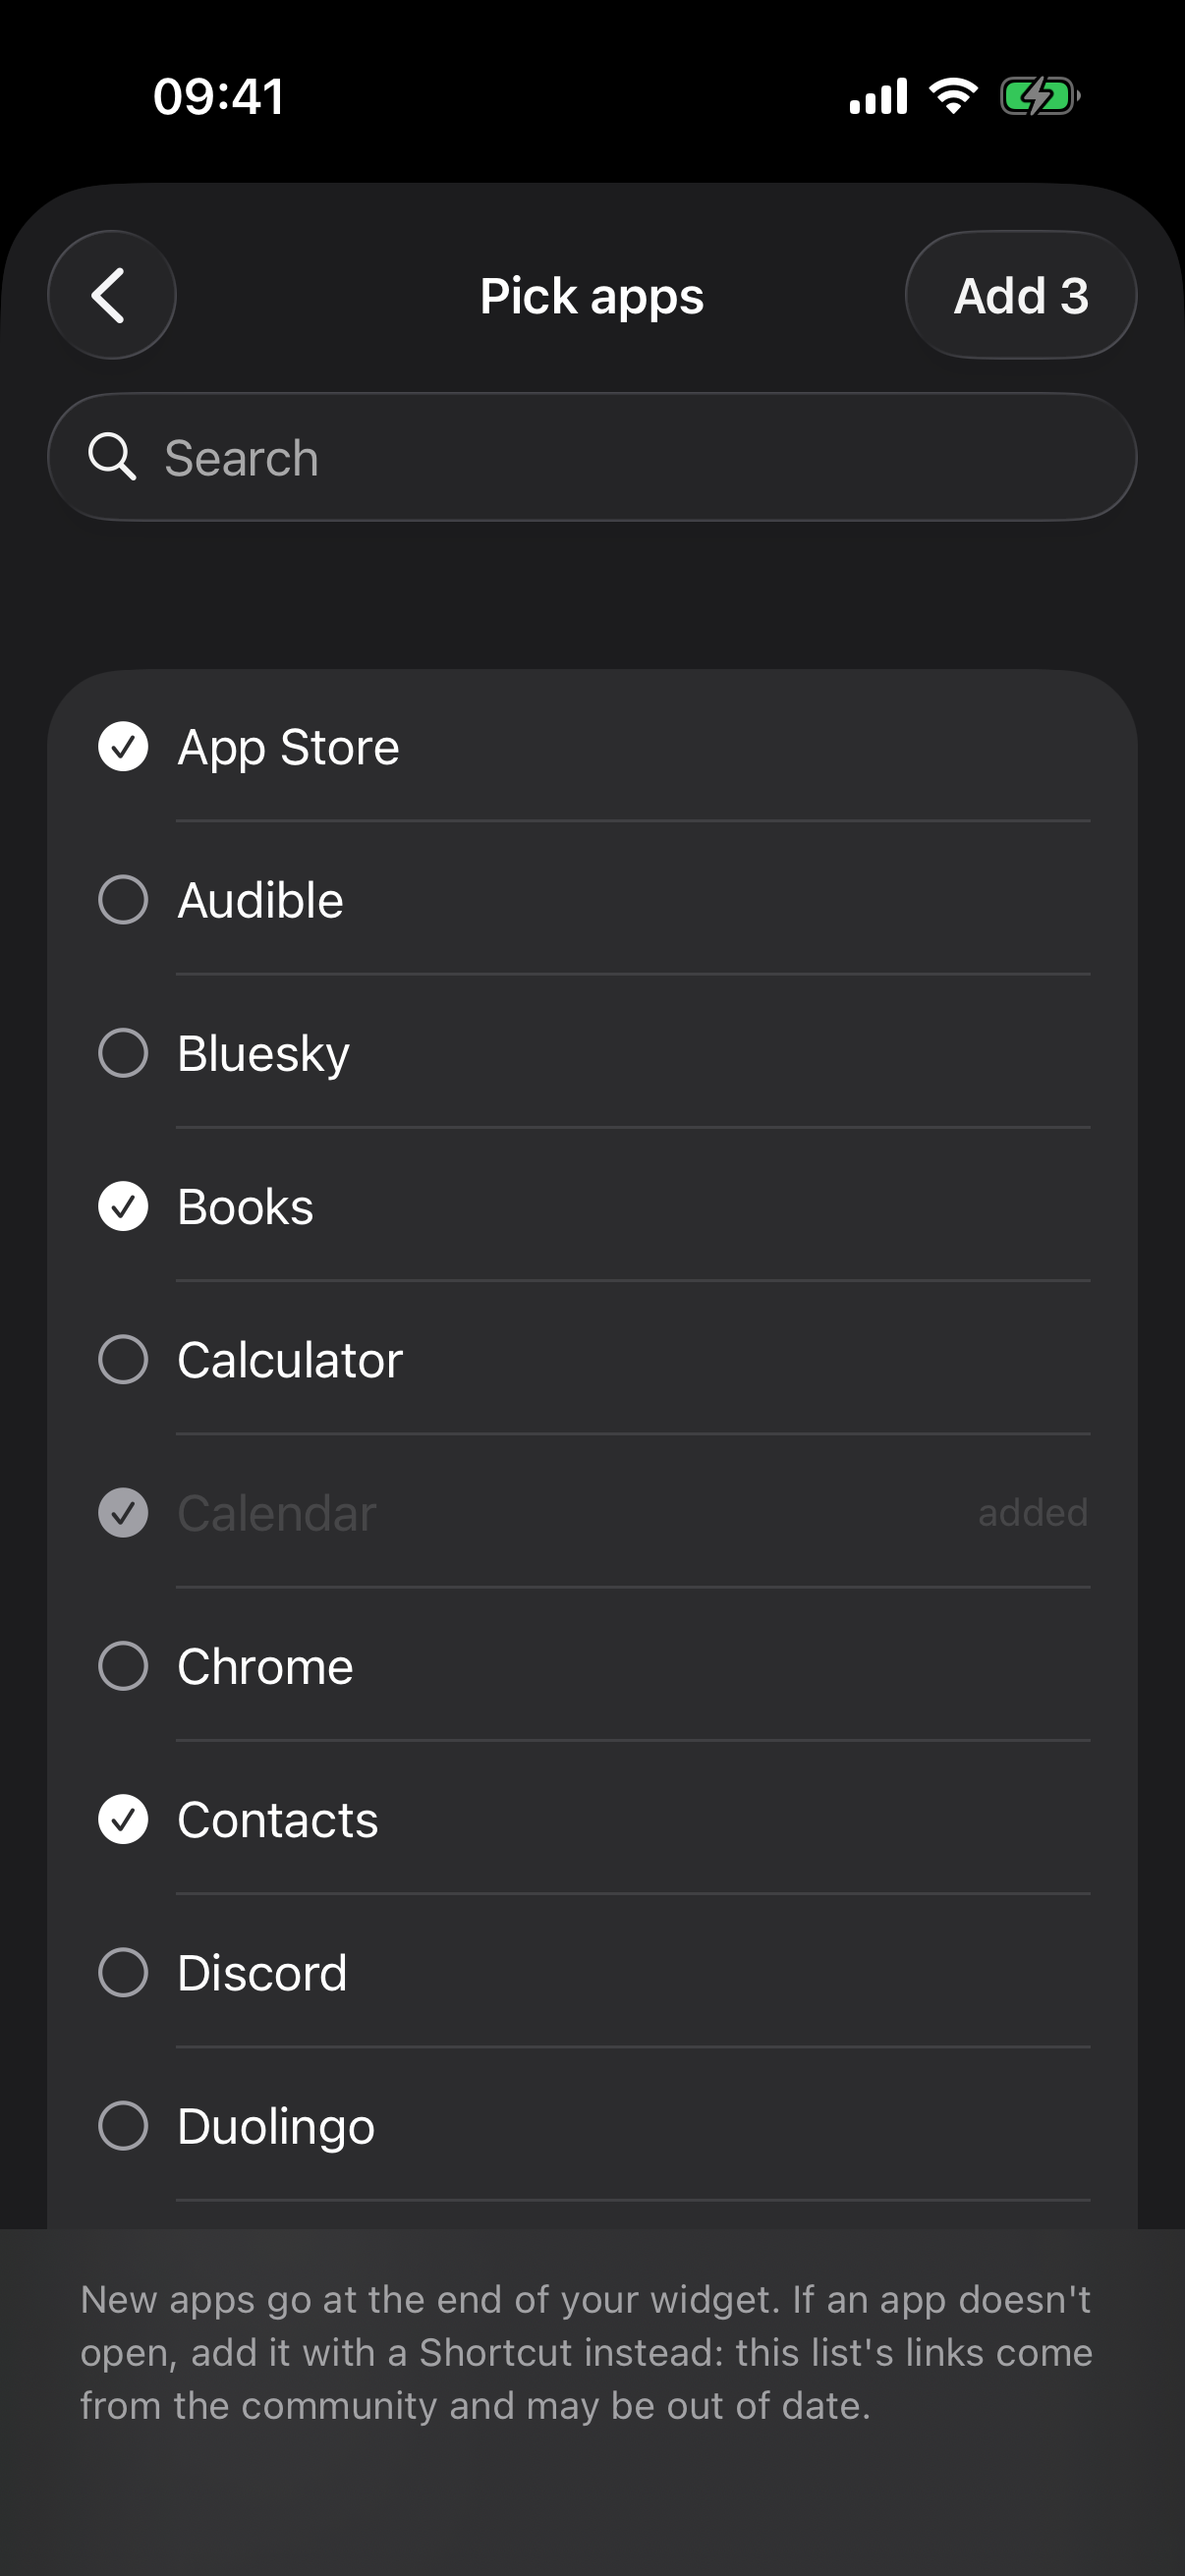 09:41
Pick apps
Add 3
Search
App Store
Audible
Bluesky
Books
Calculator
Calendar added
Chrome
Contacts
Discord
Duolingo
New apps go at the end of your widget. If an app doesn't
open, add it with a Shortcut instead: this list's links come
from the community and may be out of date.